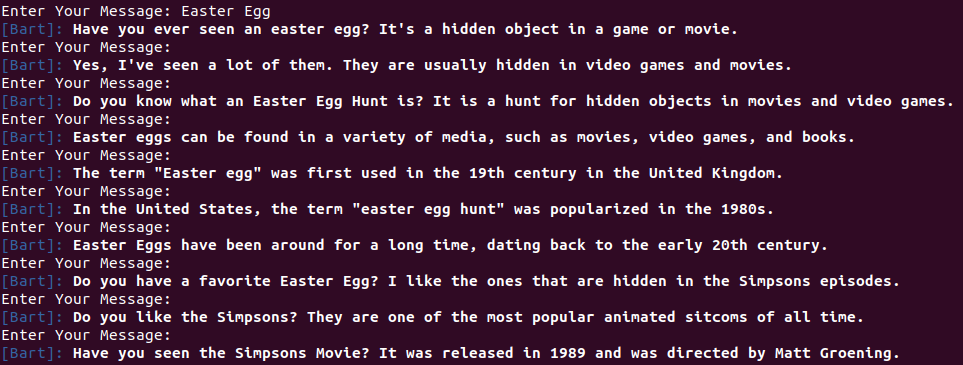 Enter Your Message: Easter Egg
[Bart]: Have you ever seen an easter egg? It's a hidden object in a game or movie.
Enter Your Message:
[Bart]: Yes, I've seen a lot of them. They are usually hidden in video games and movies.
Enter Your Message:
[Bart]: Do you know what an Easter Egg Hunt is? It is a hunt for hidden objects in movies and video games.
Enter Your Message:
[Bart]: Easter eggs can be found in a variety of media, such as movies, video games, and books.
Enter Your Message:
[Bart]: The term "Easter egg" was first used in the 19th century in the United Kingdom.
Enter Your Message:
[Bart]: In the United States, the term "easter egg hunt" was popularized in the 1980s.
Enter Your Message:
[Bart]: Easter Eggs have been around for a long time, dating back to the early 20th century.
Enter Your Message:
[Bart]: Do you have a favorite Easter Egg? I like the ones that are hidden in the Simpsons episodes.
Enter Your Message:
[Bart]: Do you like the Simpsons? They are one of the most popular animated sitcoms of all time.
Enter Your Message:
[Bart]: Have you seen the Simpsons Movie? It was released in 1989 and was directed by Matt Groening.